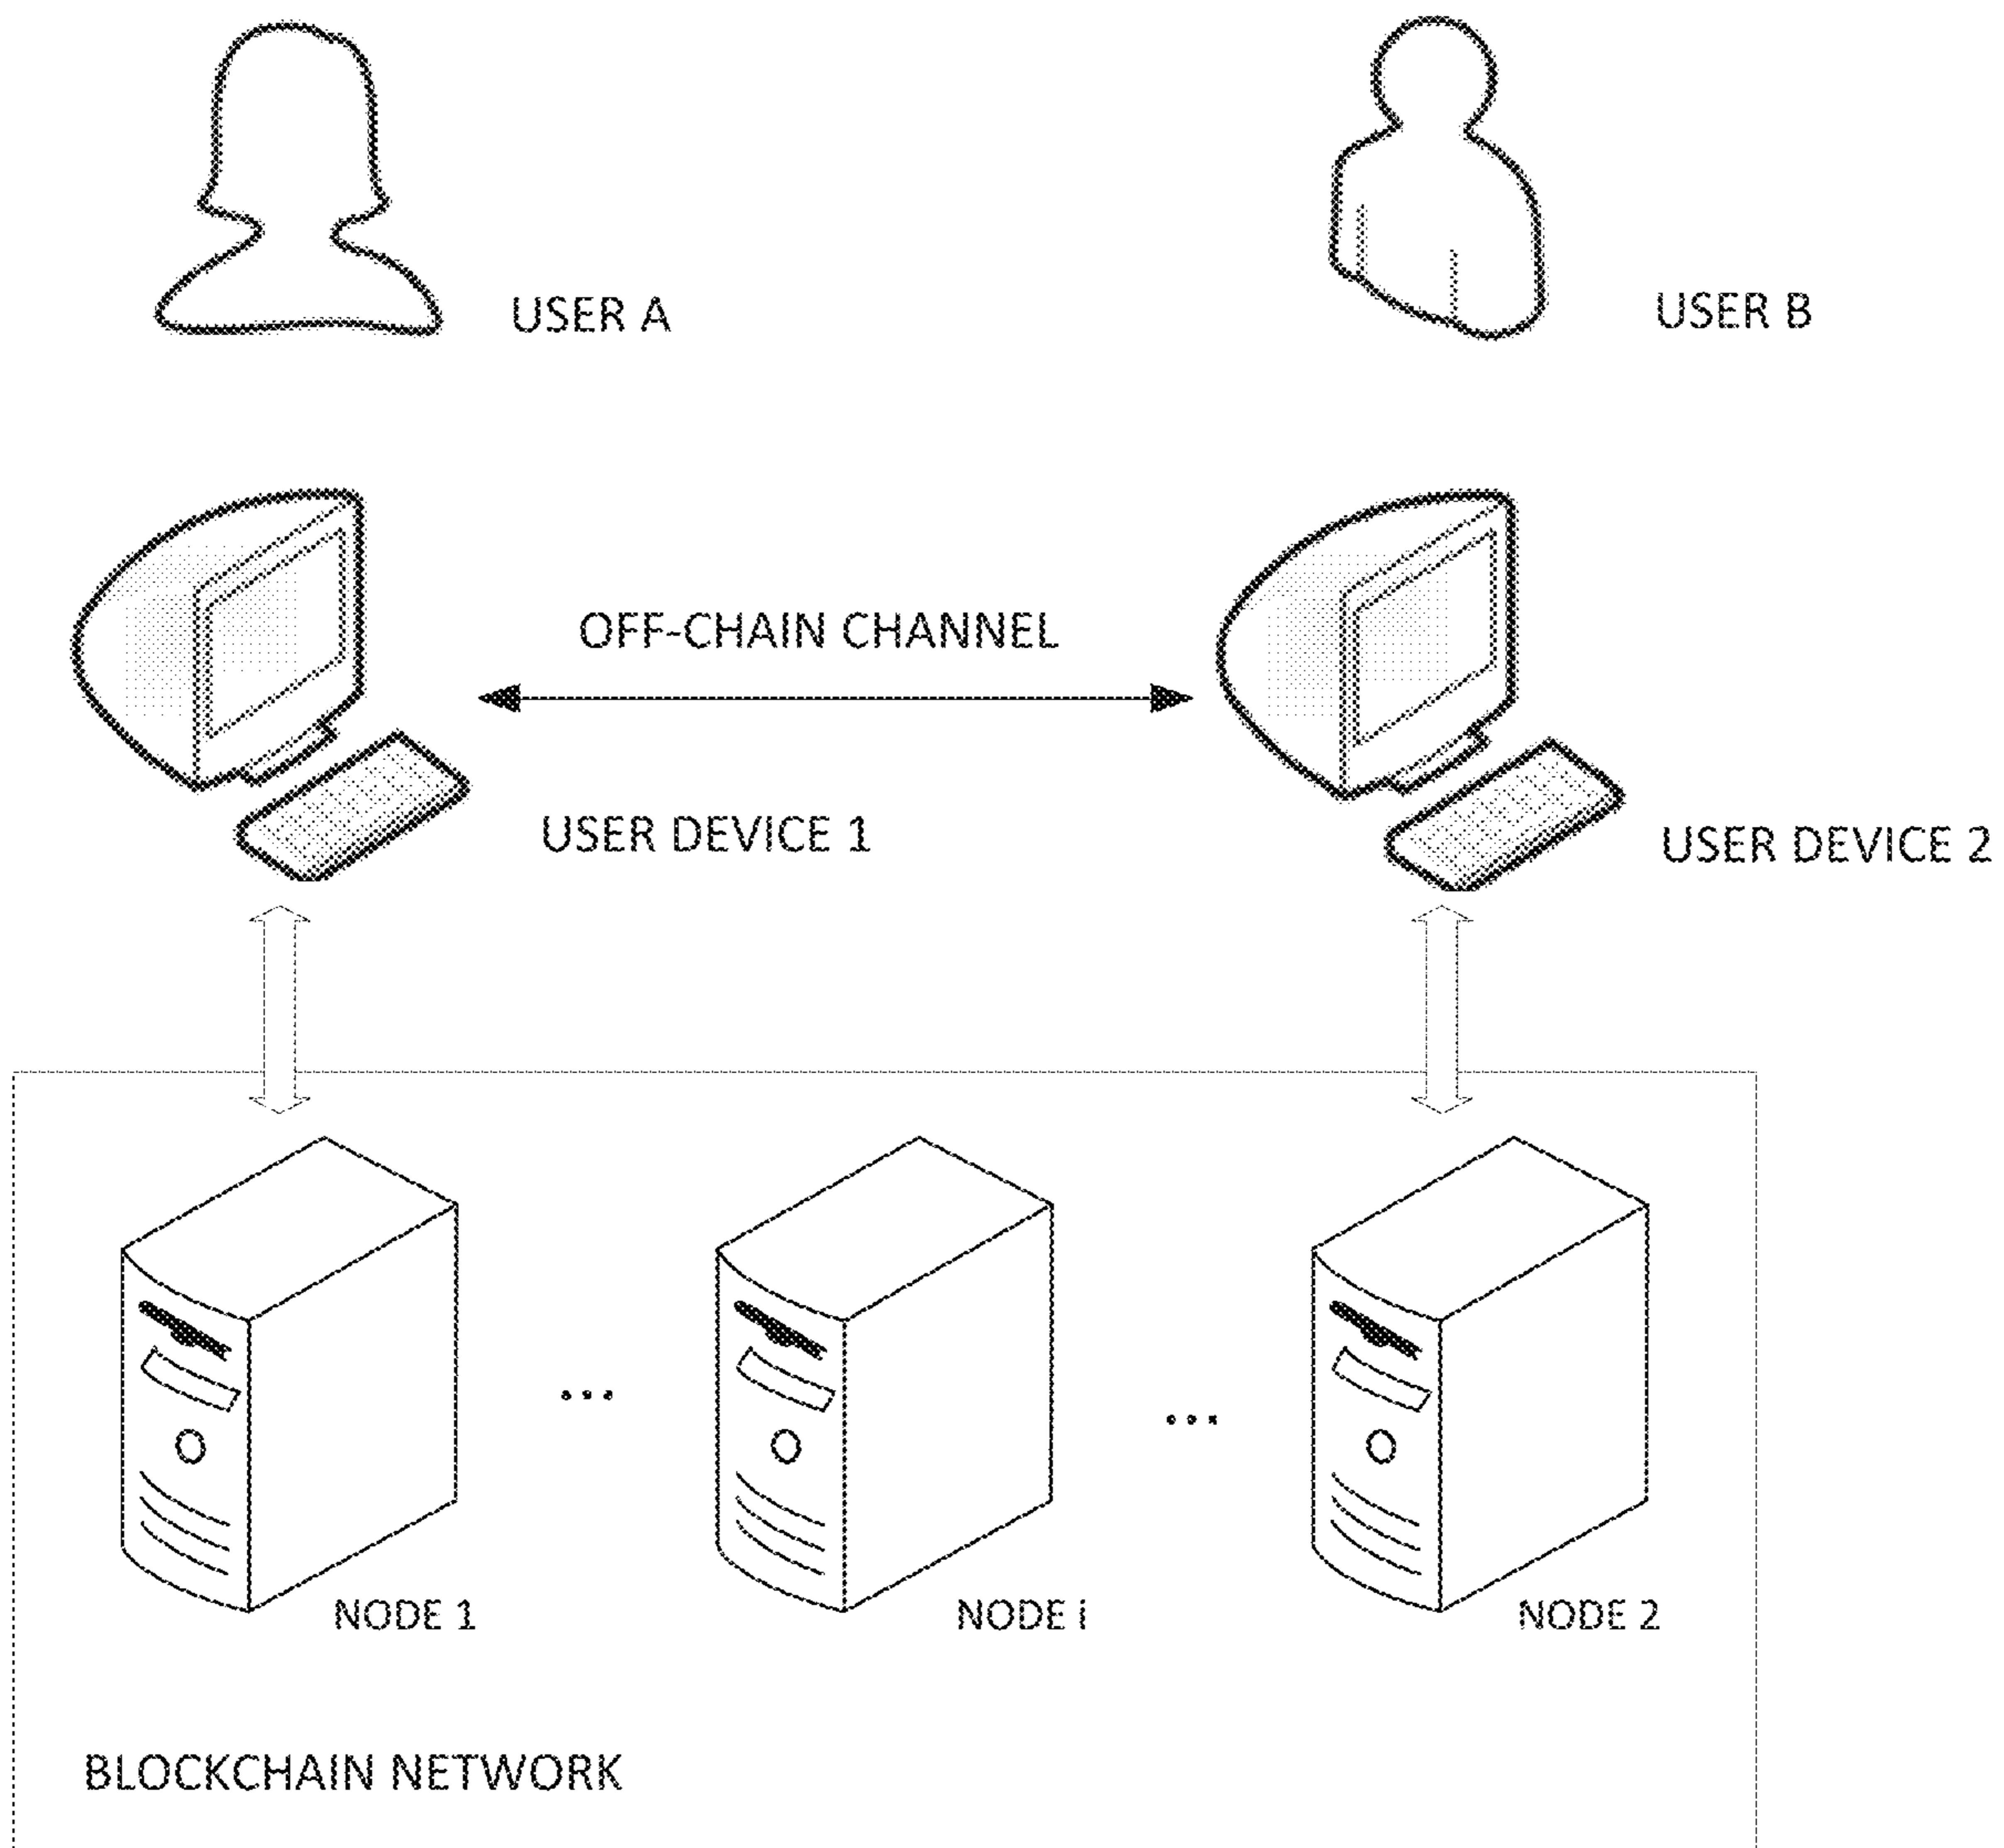 USER A
USER B
OFF-CHAIN CHANNEL
USER DEVICE 1
USER DEVICE 2
...
...
NODE 1
NODE i
NODE 2
BLOCKCHAIN NETWORK